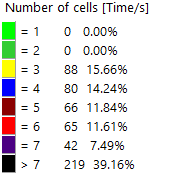 Number of cells [Time/s]
= 1 0 0.00%
= 2 0 0.00%
= 3 88 15.66%
= 4 80 14.24%
= 5 66 11.84%
= 6 65 11.61%
= 7 42 7.49%
> 7 219 39.16%